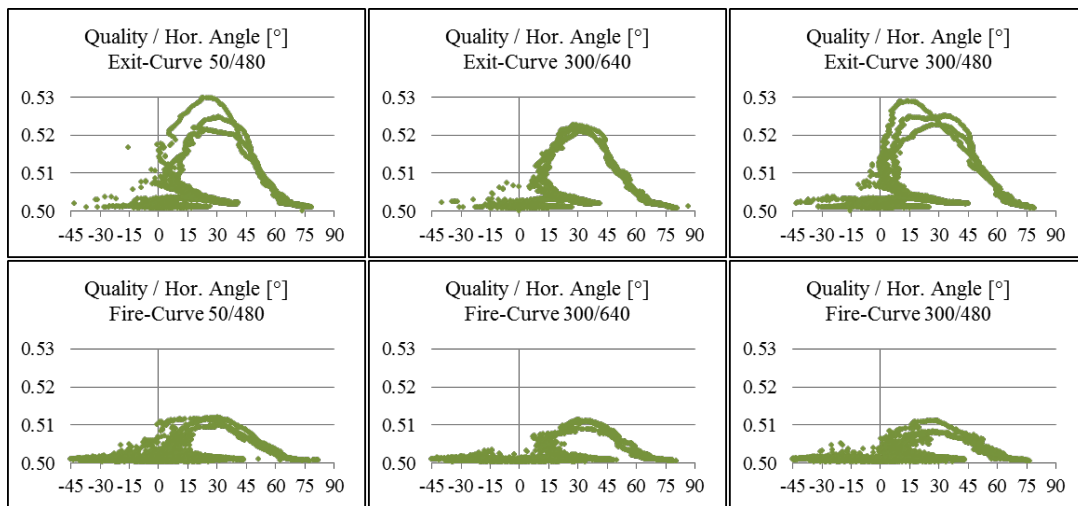 Quality / Hor. Angle [°]
Exit-Curve 50/480
0.53
0.52
0.51
0.50
-45 -30 -15 0 15 30 45 60 75 90
Quality / Hor. Angle [°]
Exit-Curve 300/640
0.53
0.52
0.51
0.50
-45 -30 -15 0 15 30 45 60 75 90
Quality / Hor. Angle [°]
Exit-Curve 300/480
0.53
0.52
0.51
0.50
-45 -30 -15 0 15 30 45 60 75 90
Quality / Hor. Angle [°]
Fire-Curve 50/480
0.53
0.52
0.51
0.50
-45 -30 -15 0 15 30 45 60 75 90
Quality / Hor. Angle [°]
Fire-Curve 300/640
0.53
0.52
0.51
0.50
-45 -30 -15 0 15 30 45 60 75 90
Quality / Hor. Angle [°]
Fire-Curve 300/480
0.53
0.52
0.51
0.50
-45 -30 -15 0 15 30 45 60 75 90